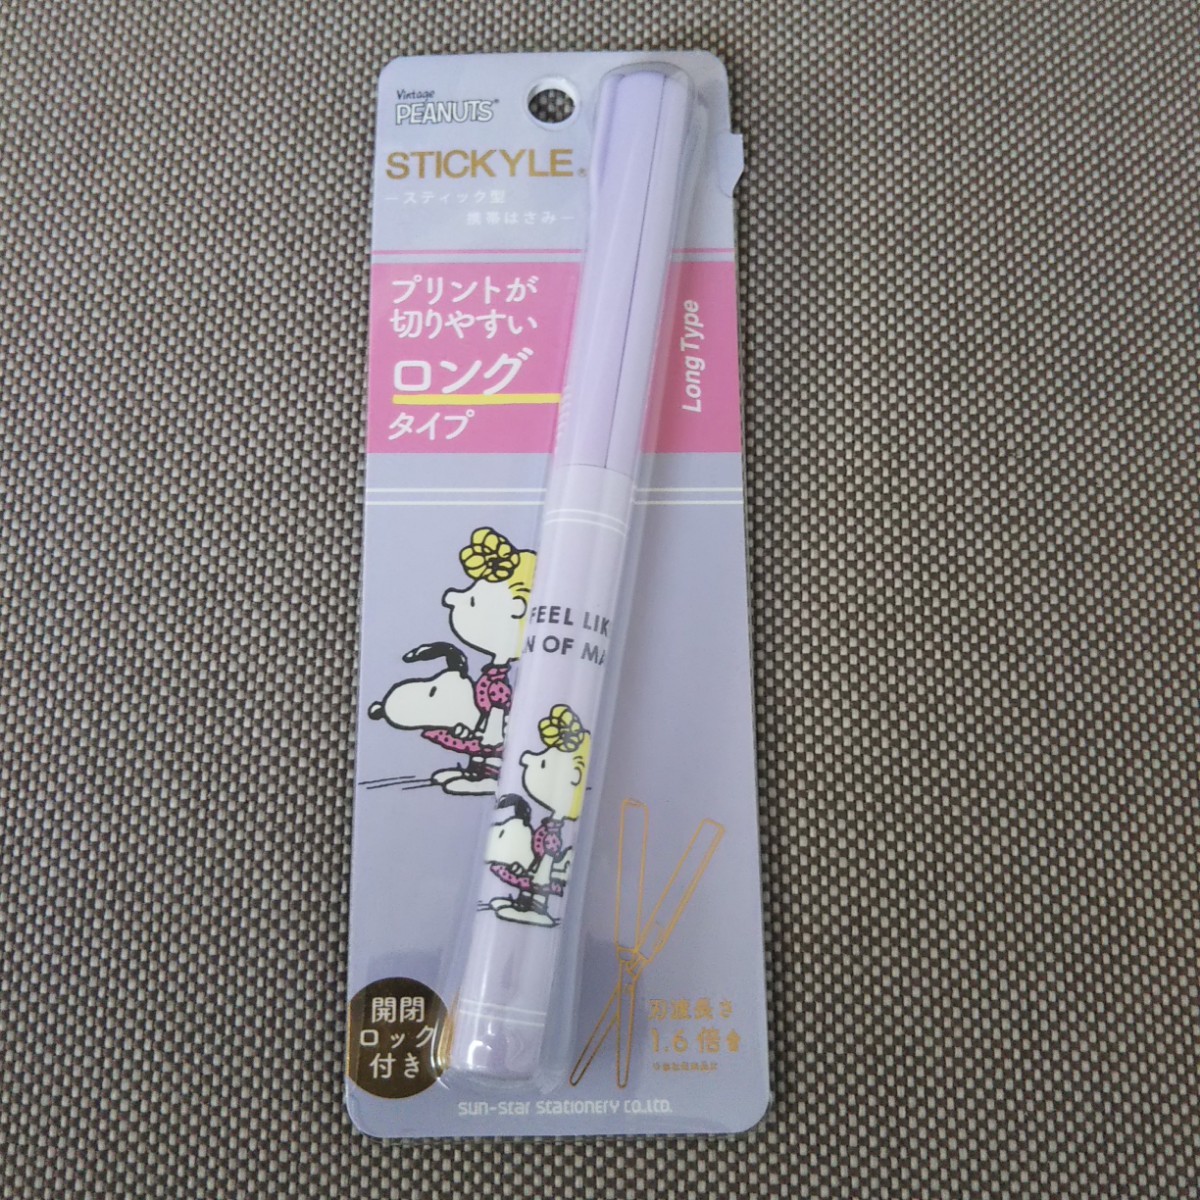 Vintage
PEANUTS
STICKYLE®
ースティック型
携帯はさみー
プリントが
切りやすい
ロング
タイプ
Long Type
FEEL LIK
N OF MA
開閉
ロック
付き
刃渡長さ
1.6倍
sun-star stationery co.,ltd.